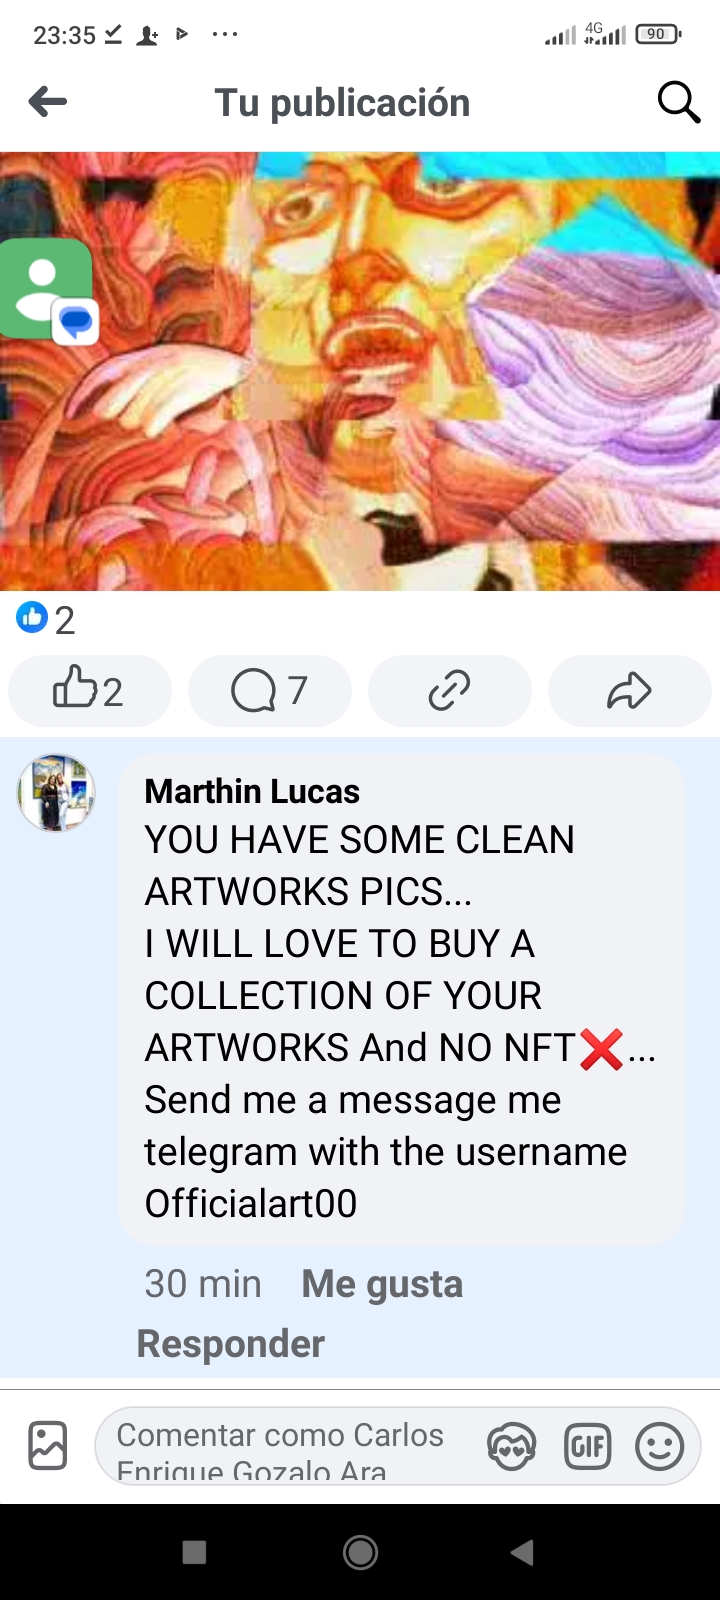 23:35 4G 90
Tu publicación
2
2 7
Marthin Lucas
YOU HAVE SOME CLEAN
ARTWORKS PICS...
I WILL LOVE TO BUY A
COLLECTION OF YOUR
ARTWORKS And NO NFT❌...
Send me a message me
telegram with the username
Officialart00
30 min Me gusta
Responder
Comentar como Carlos
Enrique Gozalo Ara
GIF